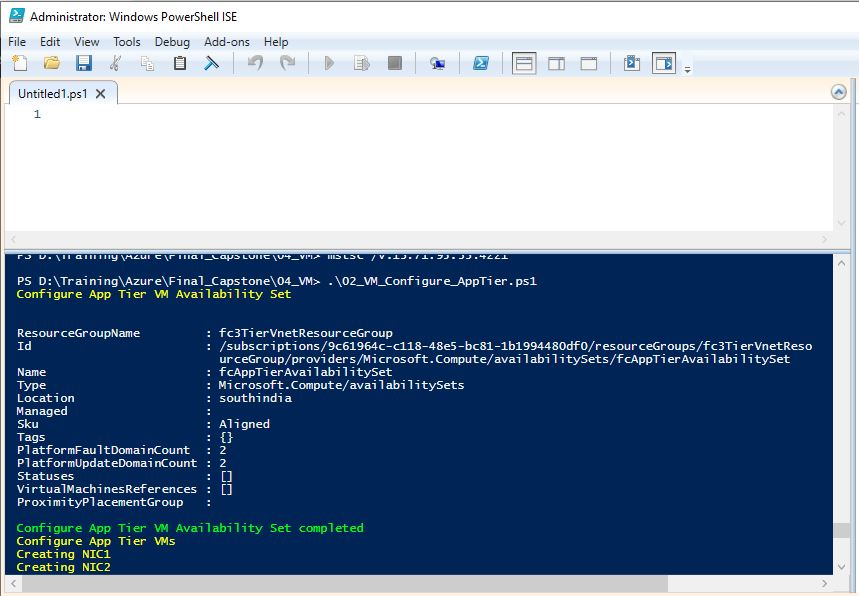 Administrator: Windows PowerShell ISE
File Edit View Tools Debug Add-ons Help
Untitled1.ps1
1
PS D:\Training\Azure\Final_Capstone\04_VM> mstsc
PS D:\Training\Azure\Final_Capstone\04_VM> .\02_VM_Configure_AppTier.ps1
Configure App Tier VM Availability Set
ResourceGroupName : fc3TierVnetResourceGroup
Id : /subscriptions/9c61964c-c118-48e5-bc81-1b1994480df0/resourceGroups/fc3TierVnetReso
urceGroup/providers/Microsoft.Compute/availabilitySets/fcAppTierAvailabilitySet
Name : fcAppTierAvailabilitySet
Type : Microsoft.Compute/availabilitySets
Location : southindia
Managed :
Sku : Aligned
Tags : {}
PlatformFaultDomainCount : 2
PlatformUpdateDomainCount : 2
Statuses : []
VirtualMachinesReferences : []
ProximityPlacementGroup :
Configure App Tier VM Availability Set completed
Configure App Tier VMs
Creating NIC1
Creating NIC2